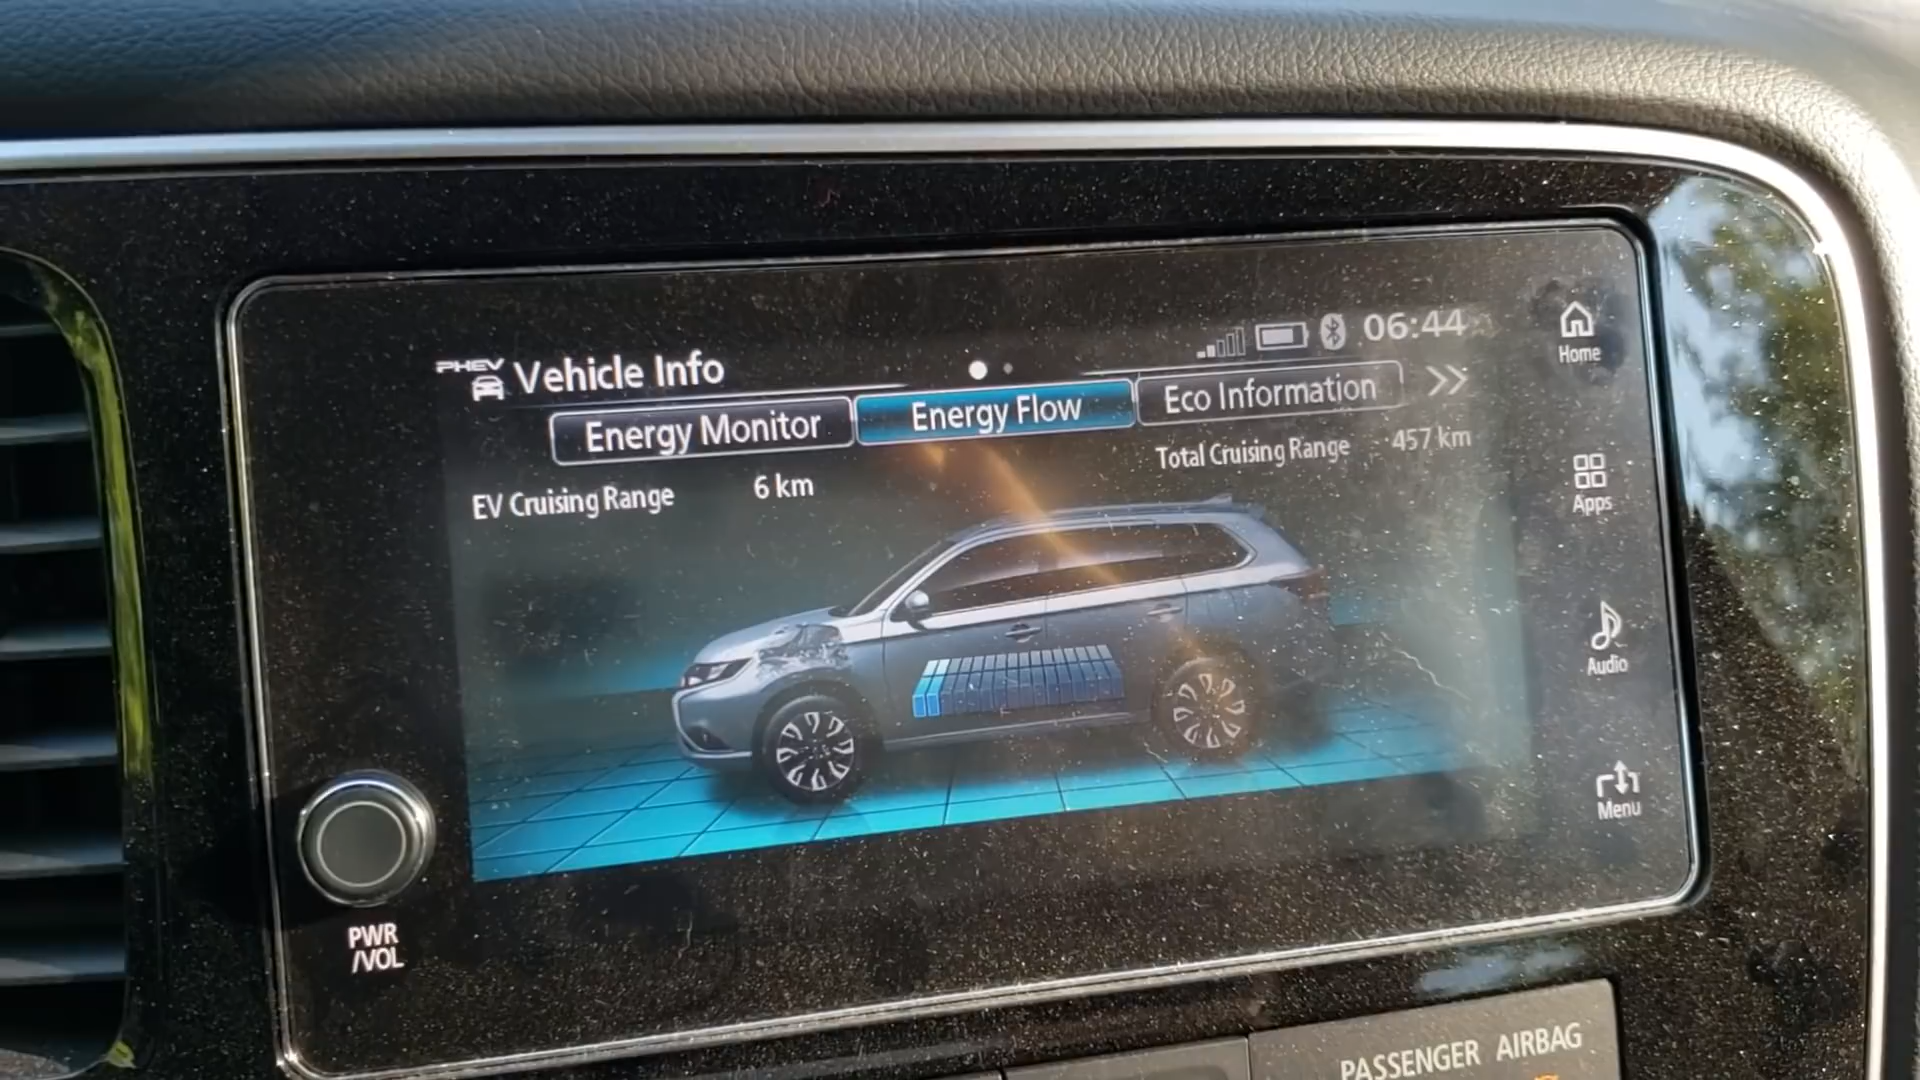 PHEV Vehicle Info
06:44
Home
Energy Monitor
Energy Flow
Eco Information
EV Cruising Range 6 km
Total Cruising Range 457 km
Apps
Audio
Menu
PWR
/VOL
PASSENGER AIRBAG